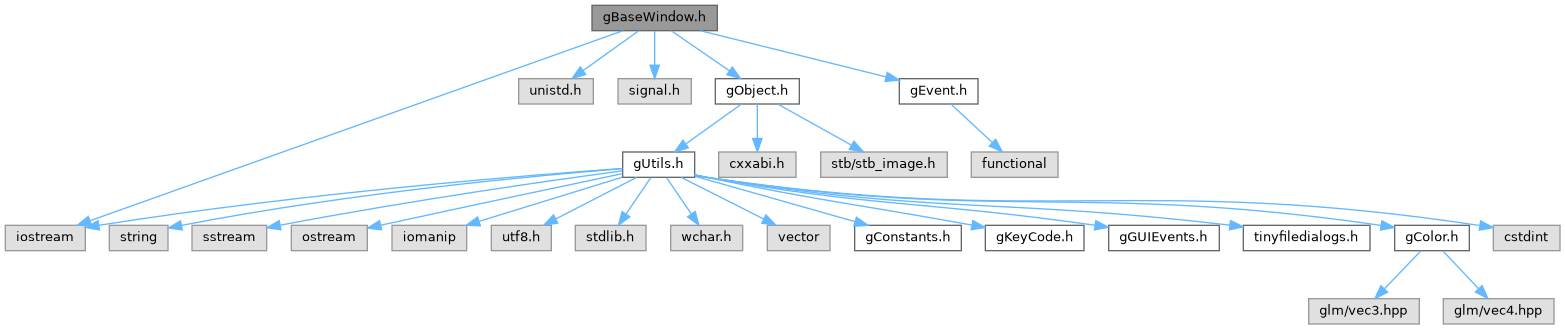 gBaseWindow.h
unistd.h
signal.h
gObject.h
gEvent.h
gUtils.h
cxxabi.h
stb/stb_image.h
functional
iostream
string
sstream
ostream
iomanip
utf8.h
stdlib.h
wchar.h
vector
gConstants.h
gKeyCode.h
gGUIEvents.h
tinyfiledialogs.h
gColor.h
cstdint
glm/vec3.hpp
glm/vec4.hpp